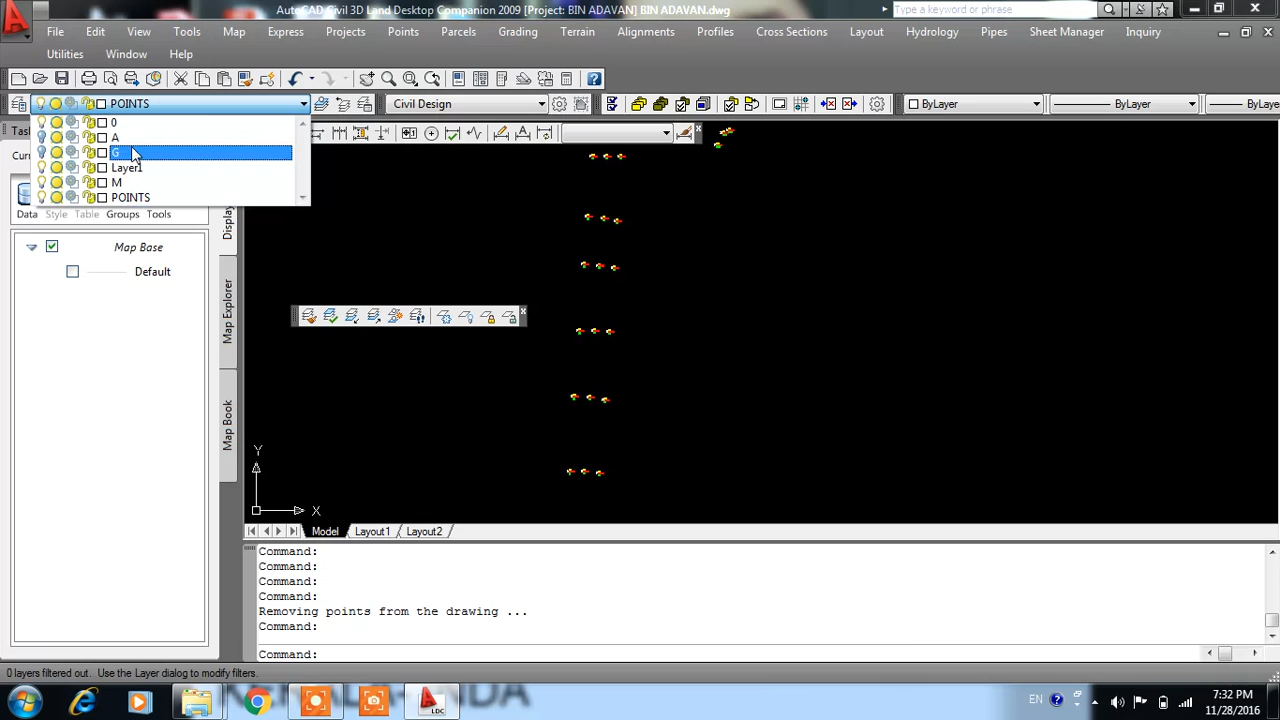 AutoCAD Civil 3D Land Desktop Companion 2009 [Project: BIN ADAVAN] BIN ADAVAN.dwg
Type a keyword or phrase
File Edit View Tools Map Express Projects Points Parcels Grading Terrain Alignments Profiles Cross Sections Layout Hydrology Pipes Sheet Manager Inquiry
Utilities Window Help
POINTS
Civil Design
ByLayer
ByLayer
ByLay
0
A
G
Layer1
M
POINTS
Data Style Table Groups Tools
Map Base
Default
Map Explorer
Map Book
Y
X
Model Layout1 Layout2
Command:
Command:
Command:
Command:
Removing points from the drawing ...
Command:
Command:
0 layers filtered out. Use the Layer dialog to modify filters.
LDC
EN
7:32 PM
11/28/2016